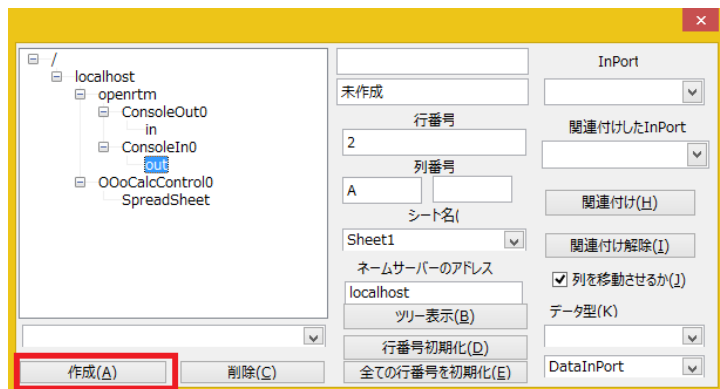 /
localhost
openrtm
ConsoleOut0
in
ConsoleIn0
out
OOoCalcControl0
SpreadSheet
作成(A)
削除(C)
未作成
行番号
2
列番号
A
シート名(
Sheet1
ネームサーバーのアドレス
localhost
ツリー表示(B)
行番号初期化(D)
全ての行番号を初期化(E)
InPort
関連付けしたInPort
関連付け(H)
関連付け解除(I)
列を移動させるか(J)
データ型(K)
DataInPort